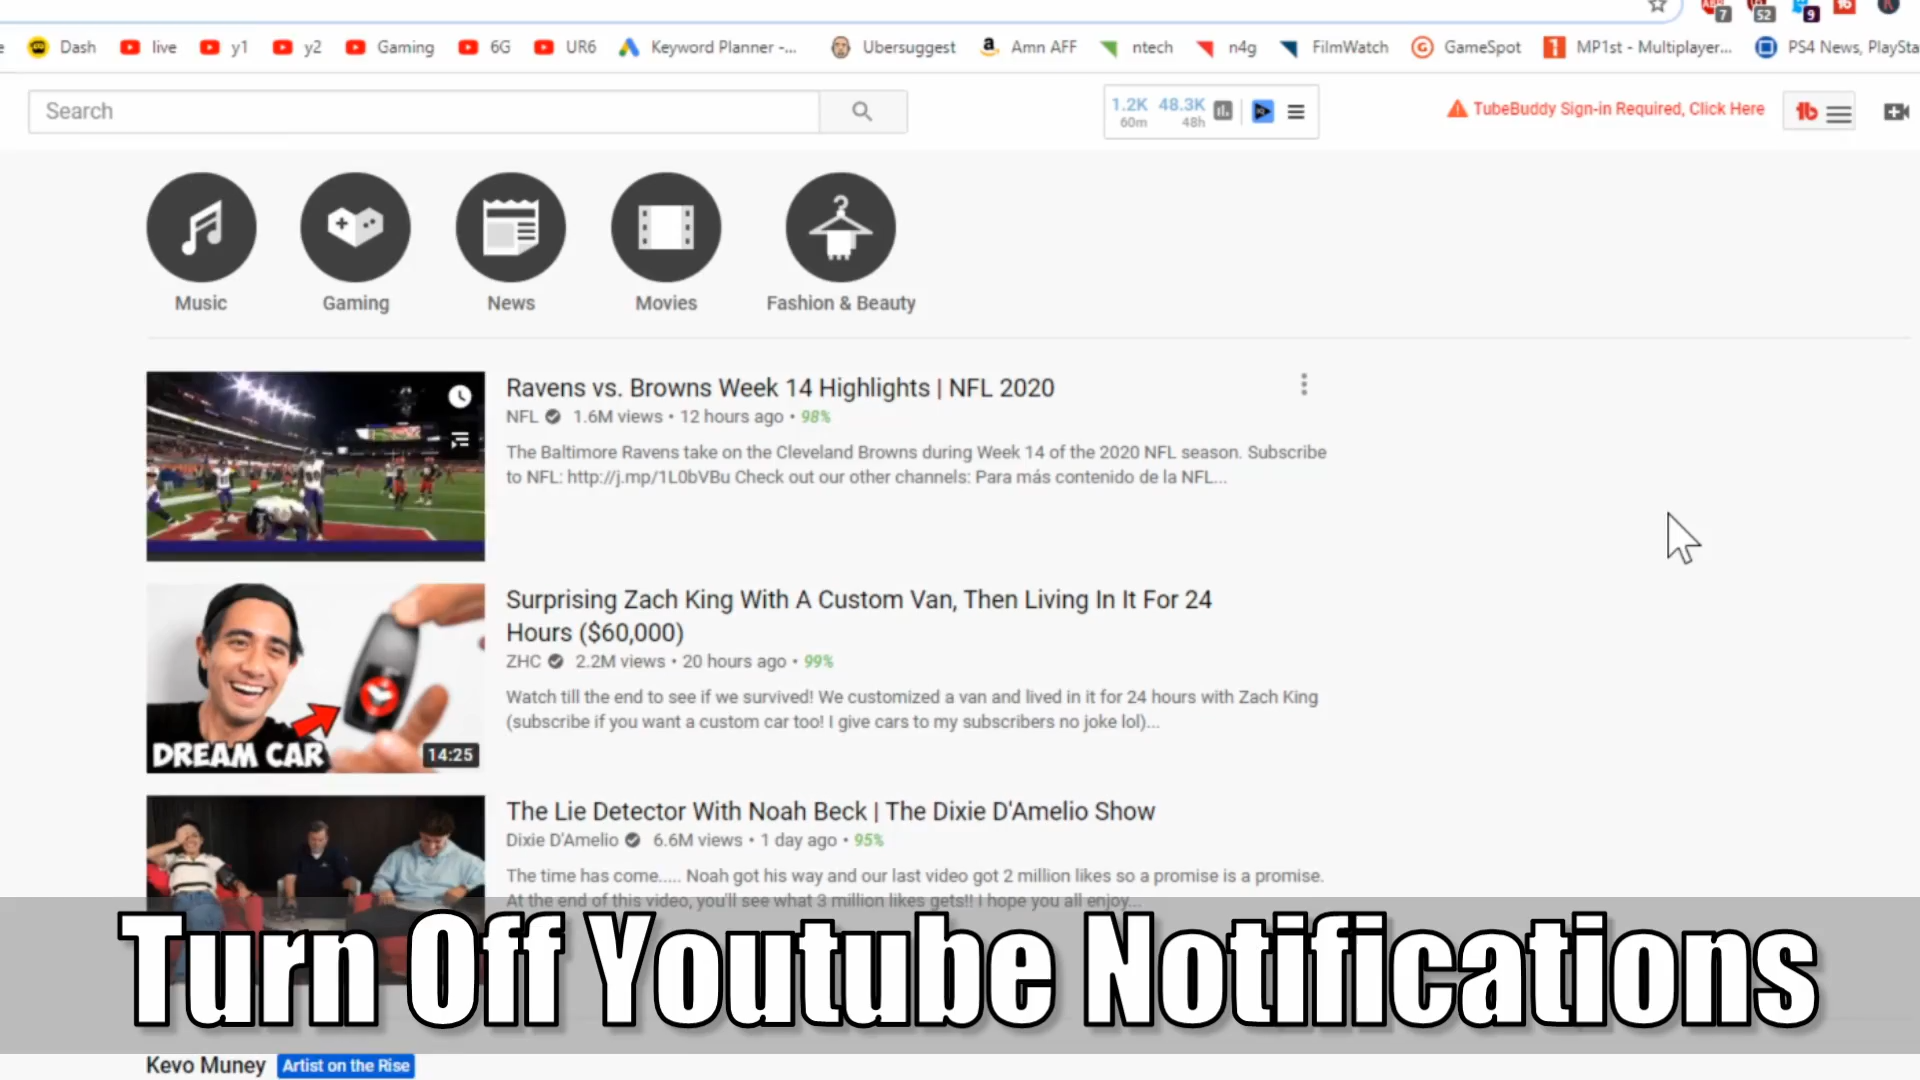 7 52 9
e Dash live y1 y2 Gaming 6G UR6 Keyword Planner -... Ubersuggest Amn AFF ntech n4g FilmWatch GameSpot MP1st - Multiplayer... PS4 News, PlaySta
Search
1.2K 48.3K
60m 48h
TubeBuddy Sign-in Required, Click Here
Music Gaming News Movies Fashion & Beauty
Ravens vs. Browns Week 14 Highlights | NFL 2020
NFL 1.6M views • 12 hours ago • 98%
The Baltimore Ravens take on the Cleveland Browns during Week 14 of the 2020 NFL season. Subscribe
to NFL: http://j.mp/1L0bVBu Check out our other channels: Para más contenido de la NFL...
Surprising Zach King With A Custom Van, Then Living In It For 24
Hours ($60,000)
ZHC 2.2M views • 20 hours ago • 99%
Watch till the end to see if we survived! We customized a van and lived in it for 24 hours with Zach King
(subscribe if you want a custom car too! I give cars to my subscribers no joke lol)...
DREAM CAR
14:25
The Lie Detector With Noah Beck | The Dixie D'Amelio Show
Dixie D'Amelio 6.6M views • 1 day ago • 95%
The time has come..... Noah got his way and our last video got 2 million likes so a promise is a promise.
At the end of this video, you'll see what 3 million likes gets!! I hope you all enjoy...
Turn Off Youtube Notifications
Kevo Muney Artist on the Rise